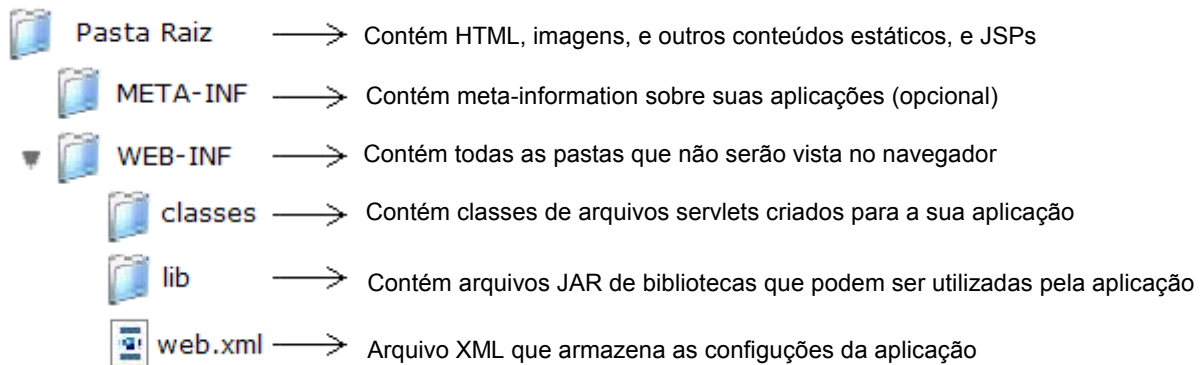 Pasta Raiz Contém HTML, imagens, e outros conteúdos estáticos, e JSPs
META-INF Contém meta-information sobre suas aplicações (opcional)
WEB-INF Contém todas as pastas que não serão vista no navegador
classes Contém classes de arquivos servlets criados para a sua aplicação
lib Contém arquivos JAR de bibliotecas que podem ser utilizadas pela aplicação
web.xml Arquivo XML que armazena as configuções da aplicação